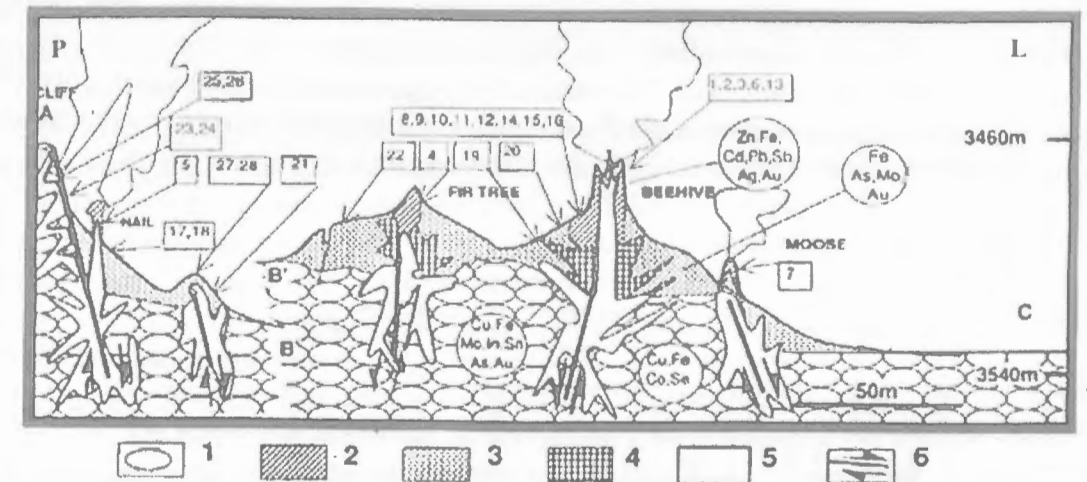 P L
CLIFF
A
25,26
23,24
5 27,28 21
17,18
NAIL
8,9,10,11,12,14,15,16
22 4 19 20
FIR TREE
1,2,3,6,13
BEEHIVE
Zn,Fe,
Cd,Pb,Sb
Ag,Au
Fe
As,Mo
Au
MOOSE
7
3460m
B'
B
C
Cu,Fe
Mo,In,Sn
As,Au
Cu,Fe
Co,Se
50m
3540m
1 2 3 4 5 6